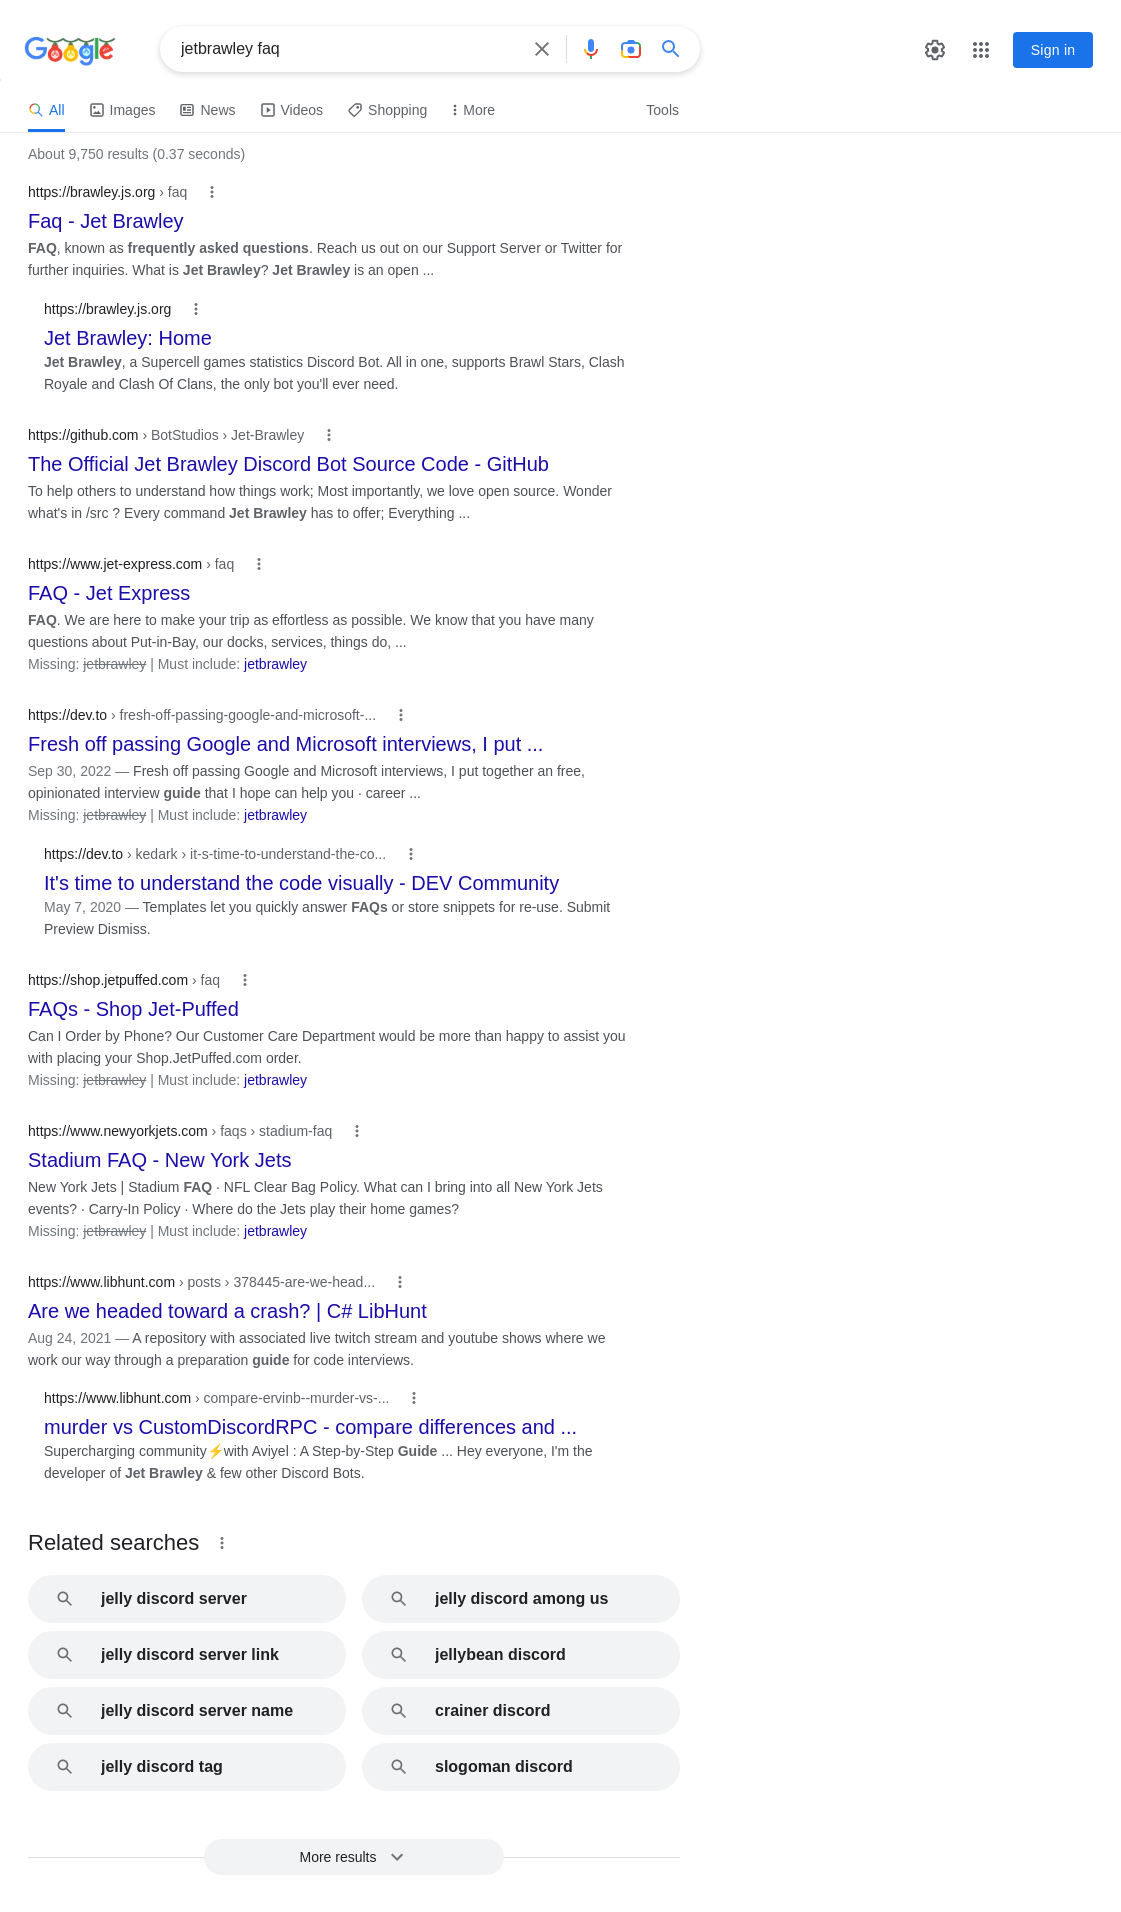 Google
jetbrawley faq
Sign in
All
Images
News
Videos
Shopping
More
Tools
About 9,750 results (0.37 seconds)
https://brawley.js.org › faq
Faq - Jet Brawley
FAQ, known as frequently asked questions. Reach us out on our Support Server or Twitter for
further inquiries. What is Jet Brawley? Jet Brawley is an open ...
https://brawley.js.org
Jet Brawley: Home
Jet Brawley, a Supercell games statistics Discord Bot. All in one, supports Brawl Stars, Clash
Royale and Clash Of Clans, the only bot you'll ever need.
https://github.com › BotStudios › Jet-Brawley
The Official Jet Brawley Discord Bot Source Code - GitHub
To help others to understand how things work; Most importantly, we love open source. Wonder
what's in /src ? Every command Jet Brawley has to offer; Everything ...
https://www.jet-express.com › faq
FAQ - Jet Express
FAQ. We are here to make your trip as effortless as possible. We know that you have many
questions about Put-in-Bay, our docks, services, things do, ...
Missing: jetbrawley | Must include: jetbrawley
https://dev.to › fresh-off-passing-google-and-microsoft-...
Fresh off passing Google and Microsoft interviews, I put ...
Sep 30, 2022 — Fresh off passing Google and Microsoft interviews, I put together an free,
opinionated interview guide that I hope can help you · career ...
Missing: jetbrawley | Must include: jetbrawley
https://dev.to › kedark › it-s-time-to-understand-the-co...
It's time to understand the code visually - DEV Community
May 7, 2020 — Templates let you quickly answer FAQs or store snippets for re-use. Submit
Preview Dismiss.
https://shop.jetpuffed.com › faq
FAQs - Shop Jet-Puffed
Can I Order by Phone? Our Customer Care Department would be more than happy to assist you
with placing your Shop.JetPuffed.com order.
Missing: jetbrawley | Must include: jetbrawley
https://www.newyorkjets.com › faqs › stadium-faq
Stadium FAQ - New York Jets
New York Jets | Stadium FAQ · NFL Clear Bag Policy. What can I bring into all New York Jets
events? · Carry-In Policy · Where do the Jets play their home games?
Missing: jetbrawley | Must include: jetbrawley
https://www.libhunt.com › posts › 378445-are-we-head...
Are we headed toward a crash? | C# LibHunt
Aug 24, 2021 — A repository with associated live twitch stream and youtube shows where we
work our way through a preparation guide for code interviews.
https://www.libhunt.com › compare-ervinb--murder-vs-...
murder vs CustomDiscordRPC - compare differences and ...
Supercharging community⚡with Aviyel : A Step-by-Step Guide ... Hey everyone, I'm the
developer of Jet Brawley & few other Discord Bots.
Related searches
jelly discord server
jelly discord among us
jelly discord server link
jellybean discord
jelly discord server name
crainer discord
jelly discord tag
slogoman discord
More results